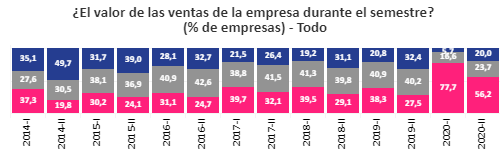 ¿El valor de las ventas de la empresa durante el semestre?
(% de empresas) - Todo
35,1 49,7 31,7 39,0 28,1 32,7 21,5 26,4 19,2 31,1 20,8 32,4 5,7 20,0
27,6 30,5 38,1 36,9 40,9 42,6 38,8 41,5 41,3 39,8 40,9 40,2 16,6 23,7
37,3 19,8 30,2 24,1 31,1 24,7 39,7 32,1 39,5 29,1 38,3 27,5 77,7 56,2
2014-I 2014-II 2015-I 2015-II 2016-I 2016-II 2017-I 2017-II 2018-I 2018-II 2019-I 2019-II 2020-I 2020-II